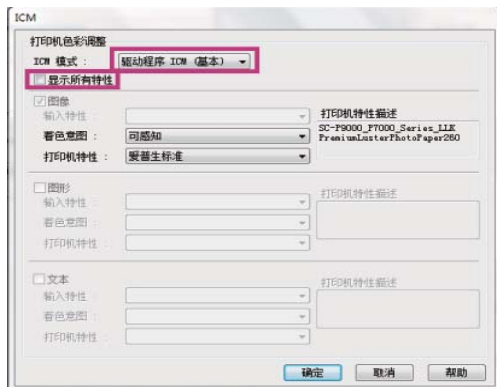 ICM
打印机色彩调整
ICM 模式： 驱动程序 ICM（基本）
显示所有特性
图像
输入特性
着色意图： 可感知
打印机特性： 爱普生标准
打印机特性描述
SC-P9000_P7000_Series_LLK
PremiumLusterPhotoPaper260
图形
输入特性
着色意图：
打印机特性：
打印机特性描述
文本
输入特性
着色意图：
打印机特性：
打印机特性描述
确定 取消 帮助